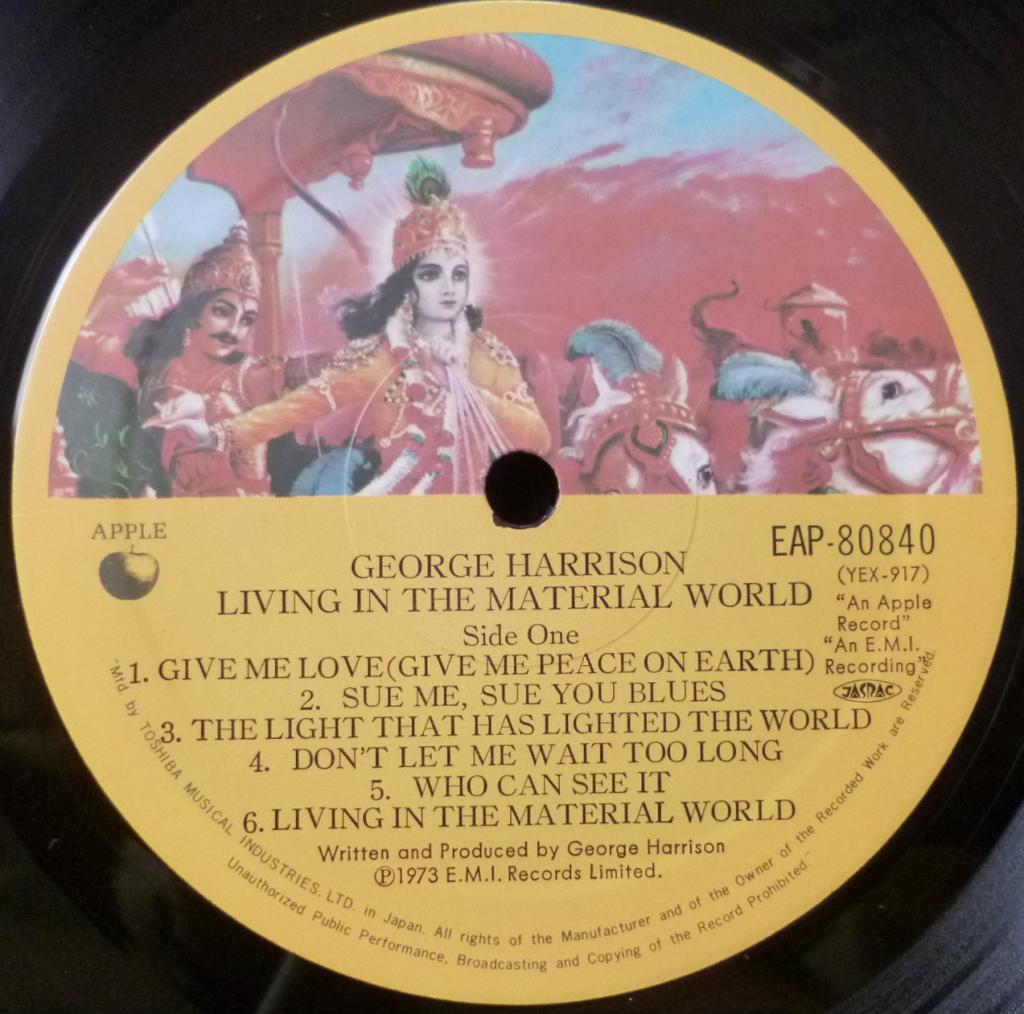 APPLE
EAP-80840
(YEX-917)
GEORGE HARRISON
LIVING IN THE MATERIAL WORLD
"An Apple
Record"
"An E.M.I.
Recording"
JASRAC
Side One
1. GIVE ME LOVE(GIVE ME PEACE ON EARTH)
2. SUE ME, SUE YOU BLUES
3. THE LIGHT THAT HAS LIGHTED THE WORLD
4. DON'T LET ME WAIT TOO LONG
5. WHO CAN SEE IT
6. LIVING IN THE MATERIAL WORLD
Written and Produced by George Harrison
℗1973 E.M.I. Records Limited.
"Mfd. by TOSHIBA MUSICAL INDUSTRIES, LTD. in Japan. All rights of the Manufacturer and of the Owner of the Recorded Work are Reserved.
Unauthorized Public Performance, Broadcasting and Copying of the Record Prohibited."